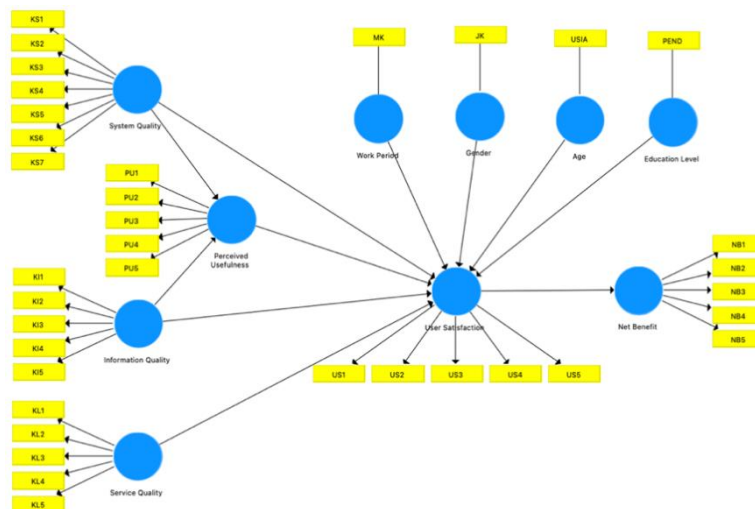 KS1
KS2
KS3
KS4
KS5
KS6
KS7
System Quality
MK
JK
USIA
PEND
Work Period
Gender
Age
Education Level
PU1
PU2
PU3
PU4
PU5
Perceived
Usefulness
KI1
KI2
KI3
KI4
KI5
Information Quality
User Satisfaction
US1
US2
US3
US4
US5
Net Benefit
NB1
NB2
NB3
NB4
NB5
KL1
KL2
KL3
KL4
KL5
Service Quality